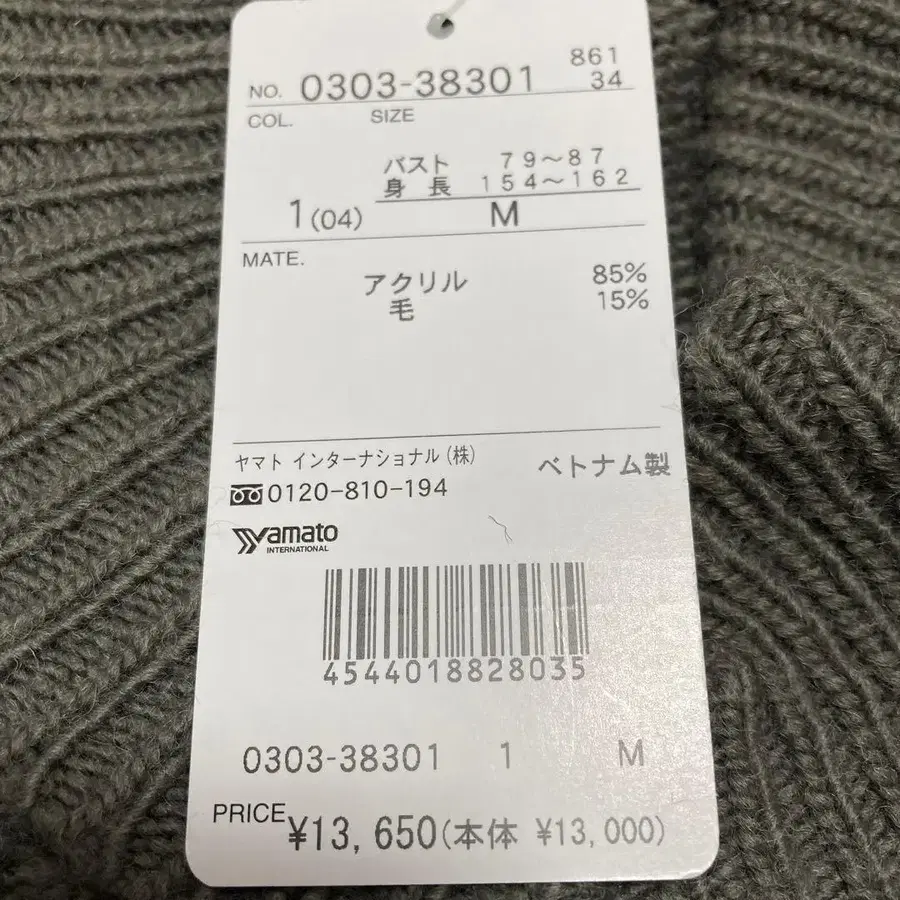 861
NO. 0303-38301 34
COL. SIZE
バスト 79～87
身長 154～162
1(04) M
MATE.
アクリル 85%
毛 15%
ヤマト インターナショナル(株) ベトナム製
0120-810-194
Yamato
INTERNATIONAL
4544018828035
0303-38301 1 M
PRICE ¥13,650(本体 ¥13,000)